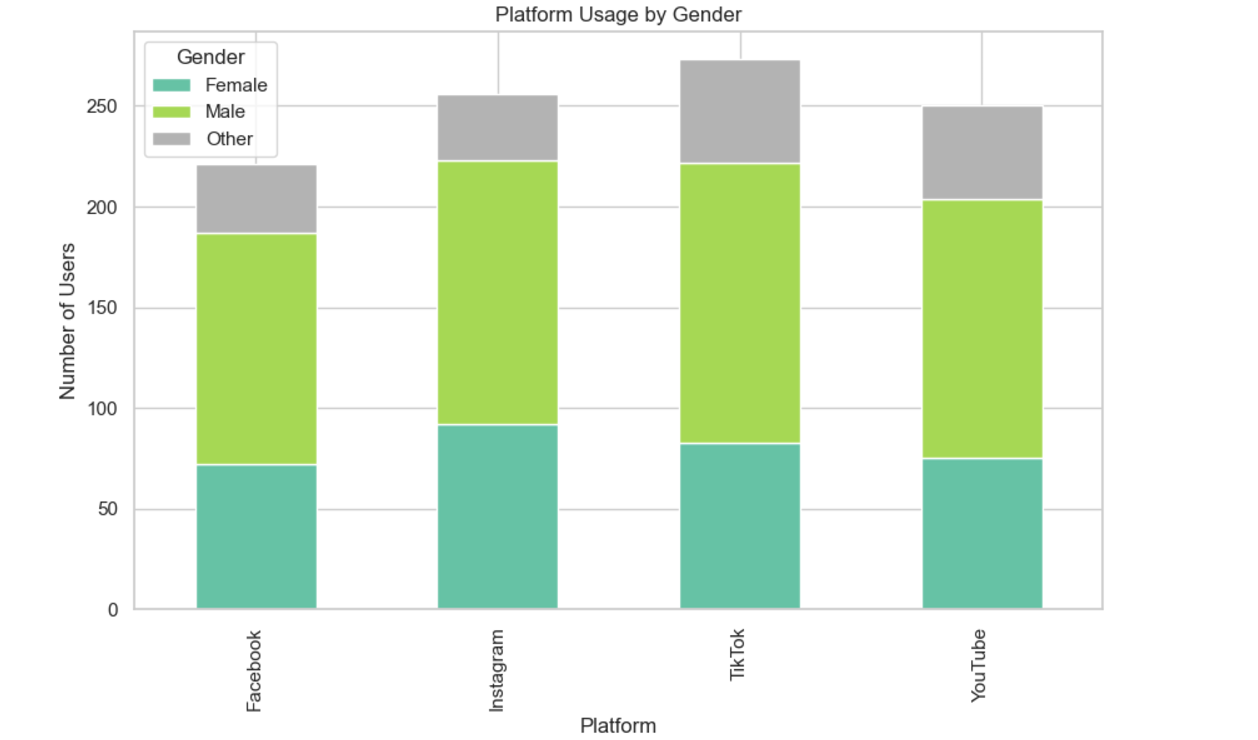 Platform Usage by Gender
Gender
Female
Male
Other
250
200
150
100
50
0
Number of Users
Facebook
Instagram
TikTok
YouTube
Platform